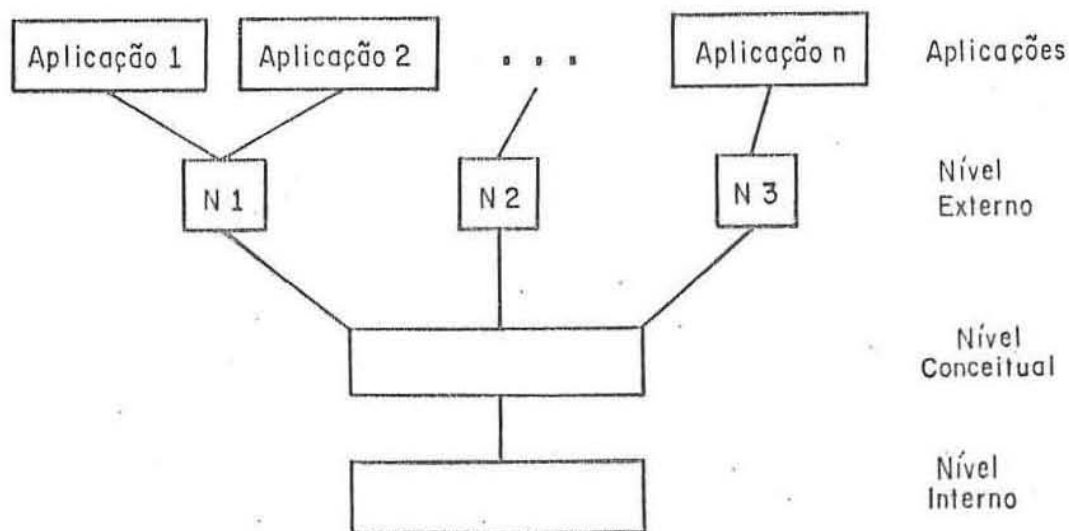 Aplicação 1
Aplicação 2
. . .
Aplicação n
Aplicações
N 1
N 2
N 3
Nível
Externo
Nível
Conceitual
Nível
Interno